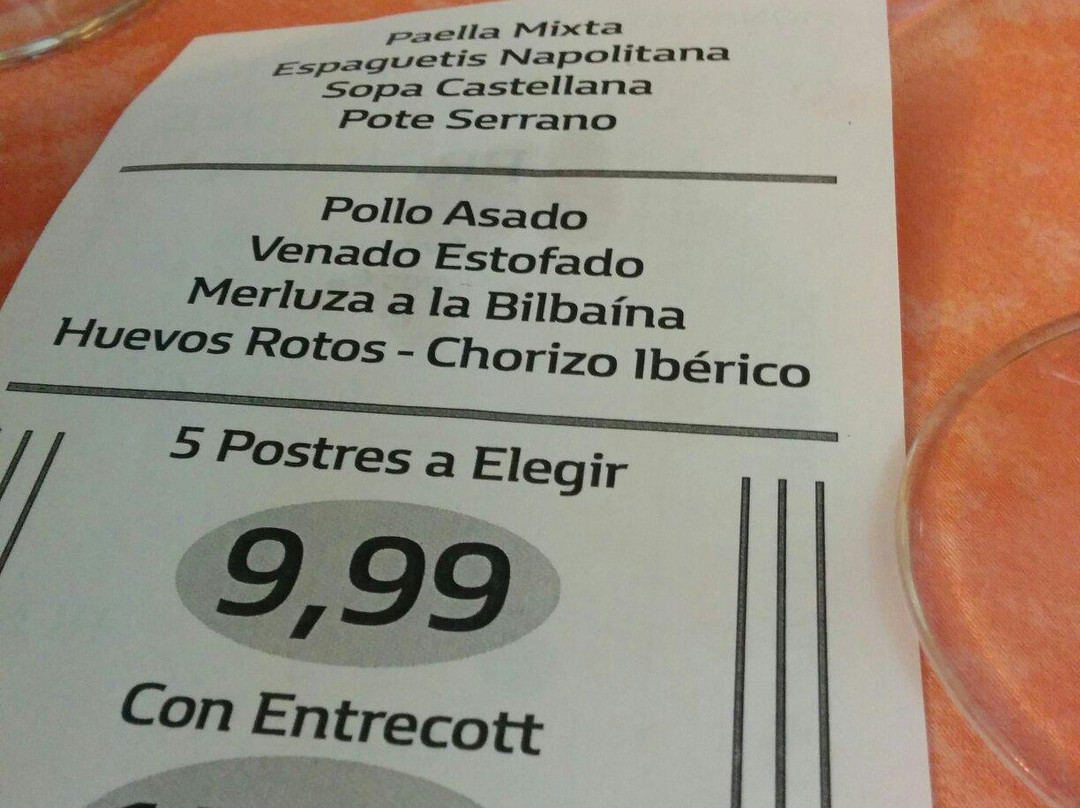 Paella Mixta
Espaguetis Napolitana
Sopa Castellana
Pote Serrano
Pollo Asado
Venado Estofado
Merluza a la Bilbaína
Huevos Rotos - Chorizo Ibérico
5 Postres a Elegir
9,99
Con Entrecott